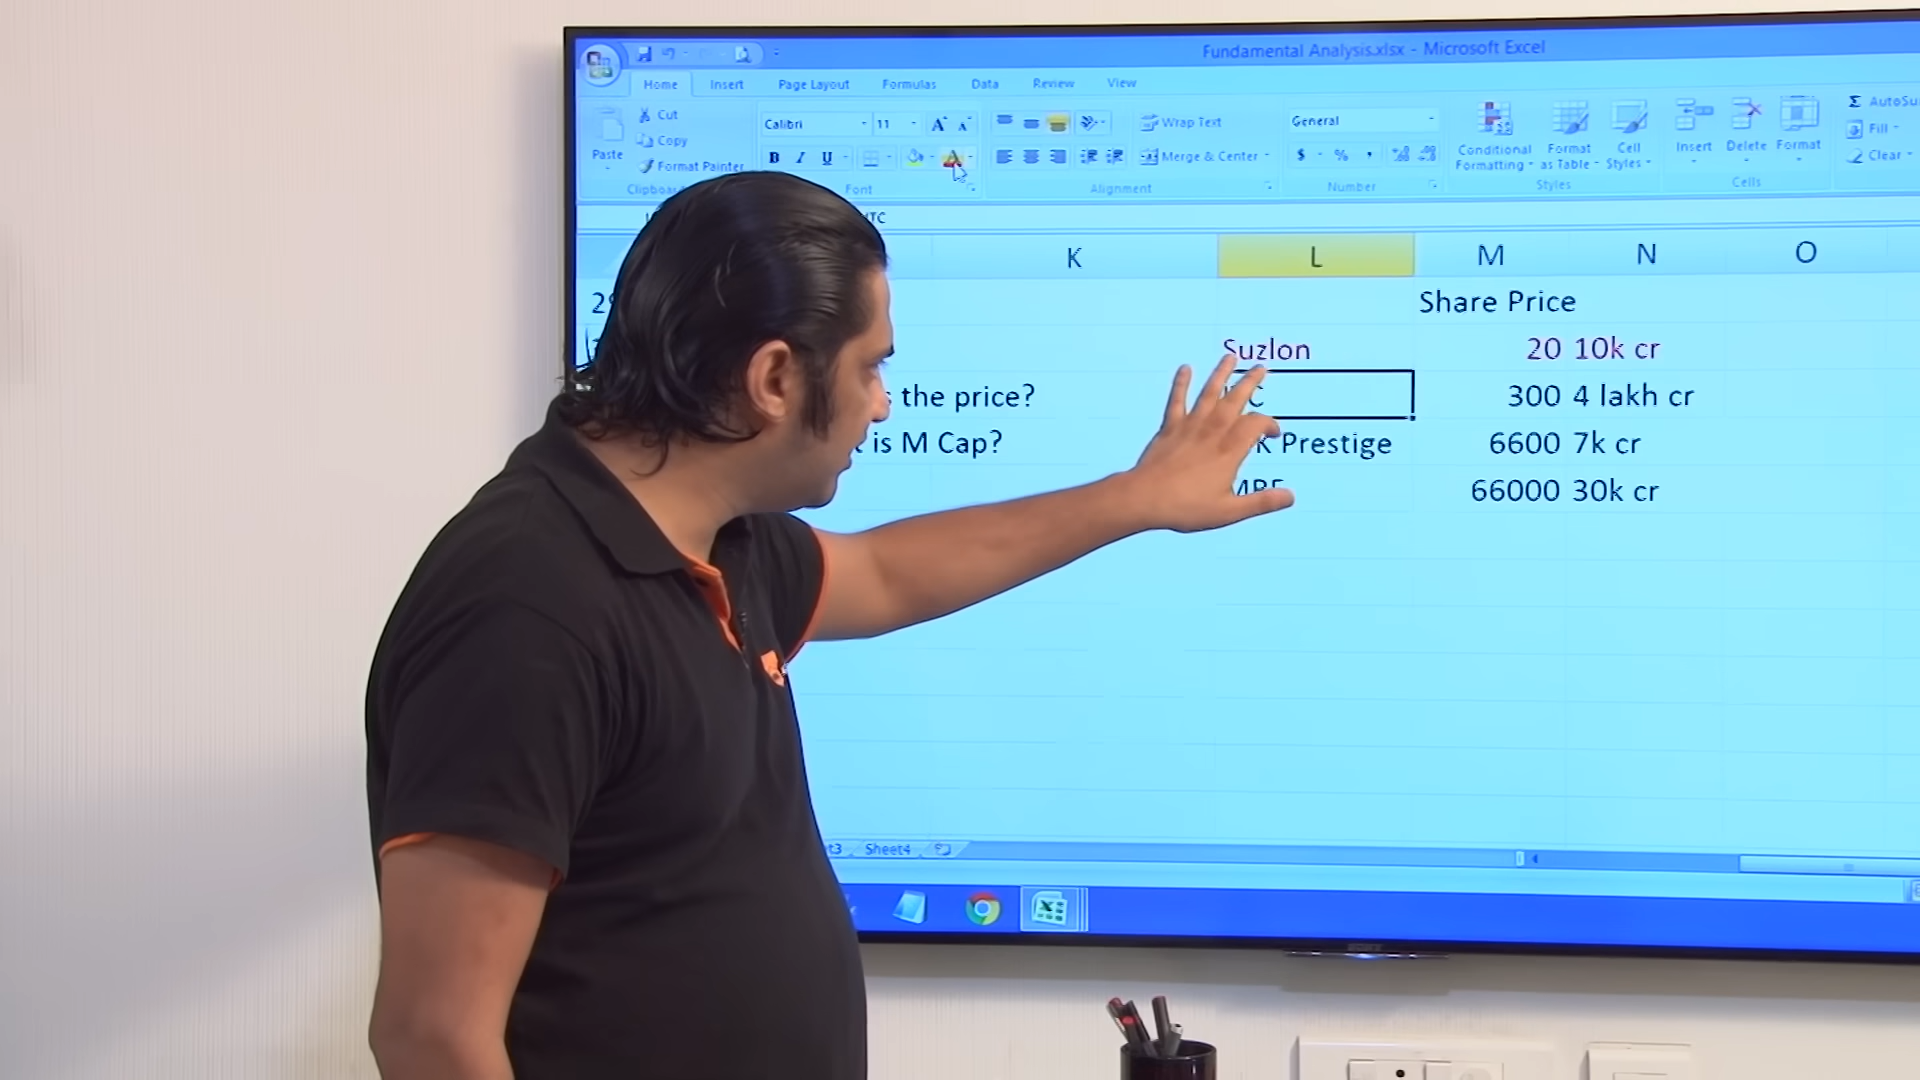 Fundamental Analysis.xlsx - Microsoft Excel
Home Insert Page Layout Formulas Data Review View
Cut
Copy
Format Painter
Paste
Calibri 11
B I U
Font
Wrap Text
Merge & Center
Alignment
General
$ % ,
Number
Conditional Formatting
Format as Table
Cell Styles
Styles
Insert Delete Format
Cells
Σ
Fill
Clear
K L M N O
Share Price
Suzlon 20 10k cr
the price? 300 4 lakh cr
is M Cap? Prestige 6600 7k cr
66000 30k cr
Sheet4
SONY